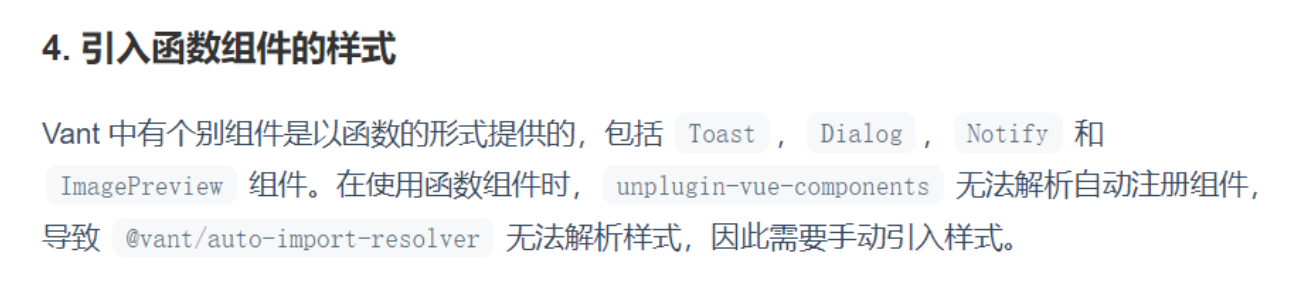 4. 引入函数组件的样式
Vant 中有个别组件是以函数的形式提供的，包括 Toast，Dialog，Notify 和
ImagePreview 组件。在使用函数组件时，unplugin-vue-components 无法解析自动注册组件，
导致 @vant/auto-import-resolver 无法解析样式，因此需要手动引入样式。